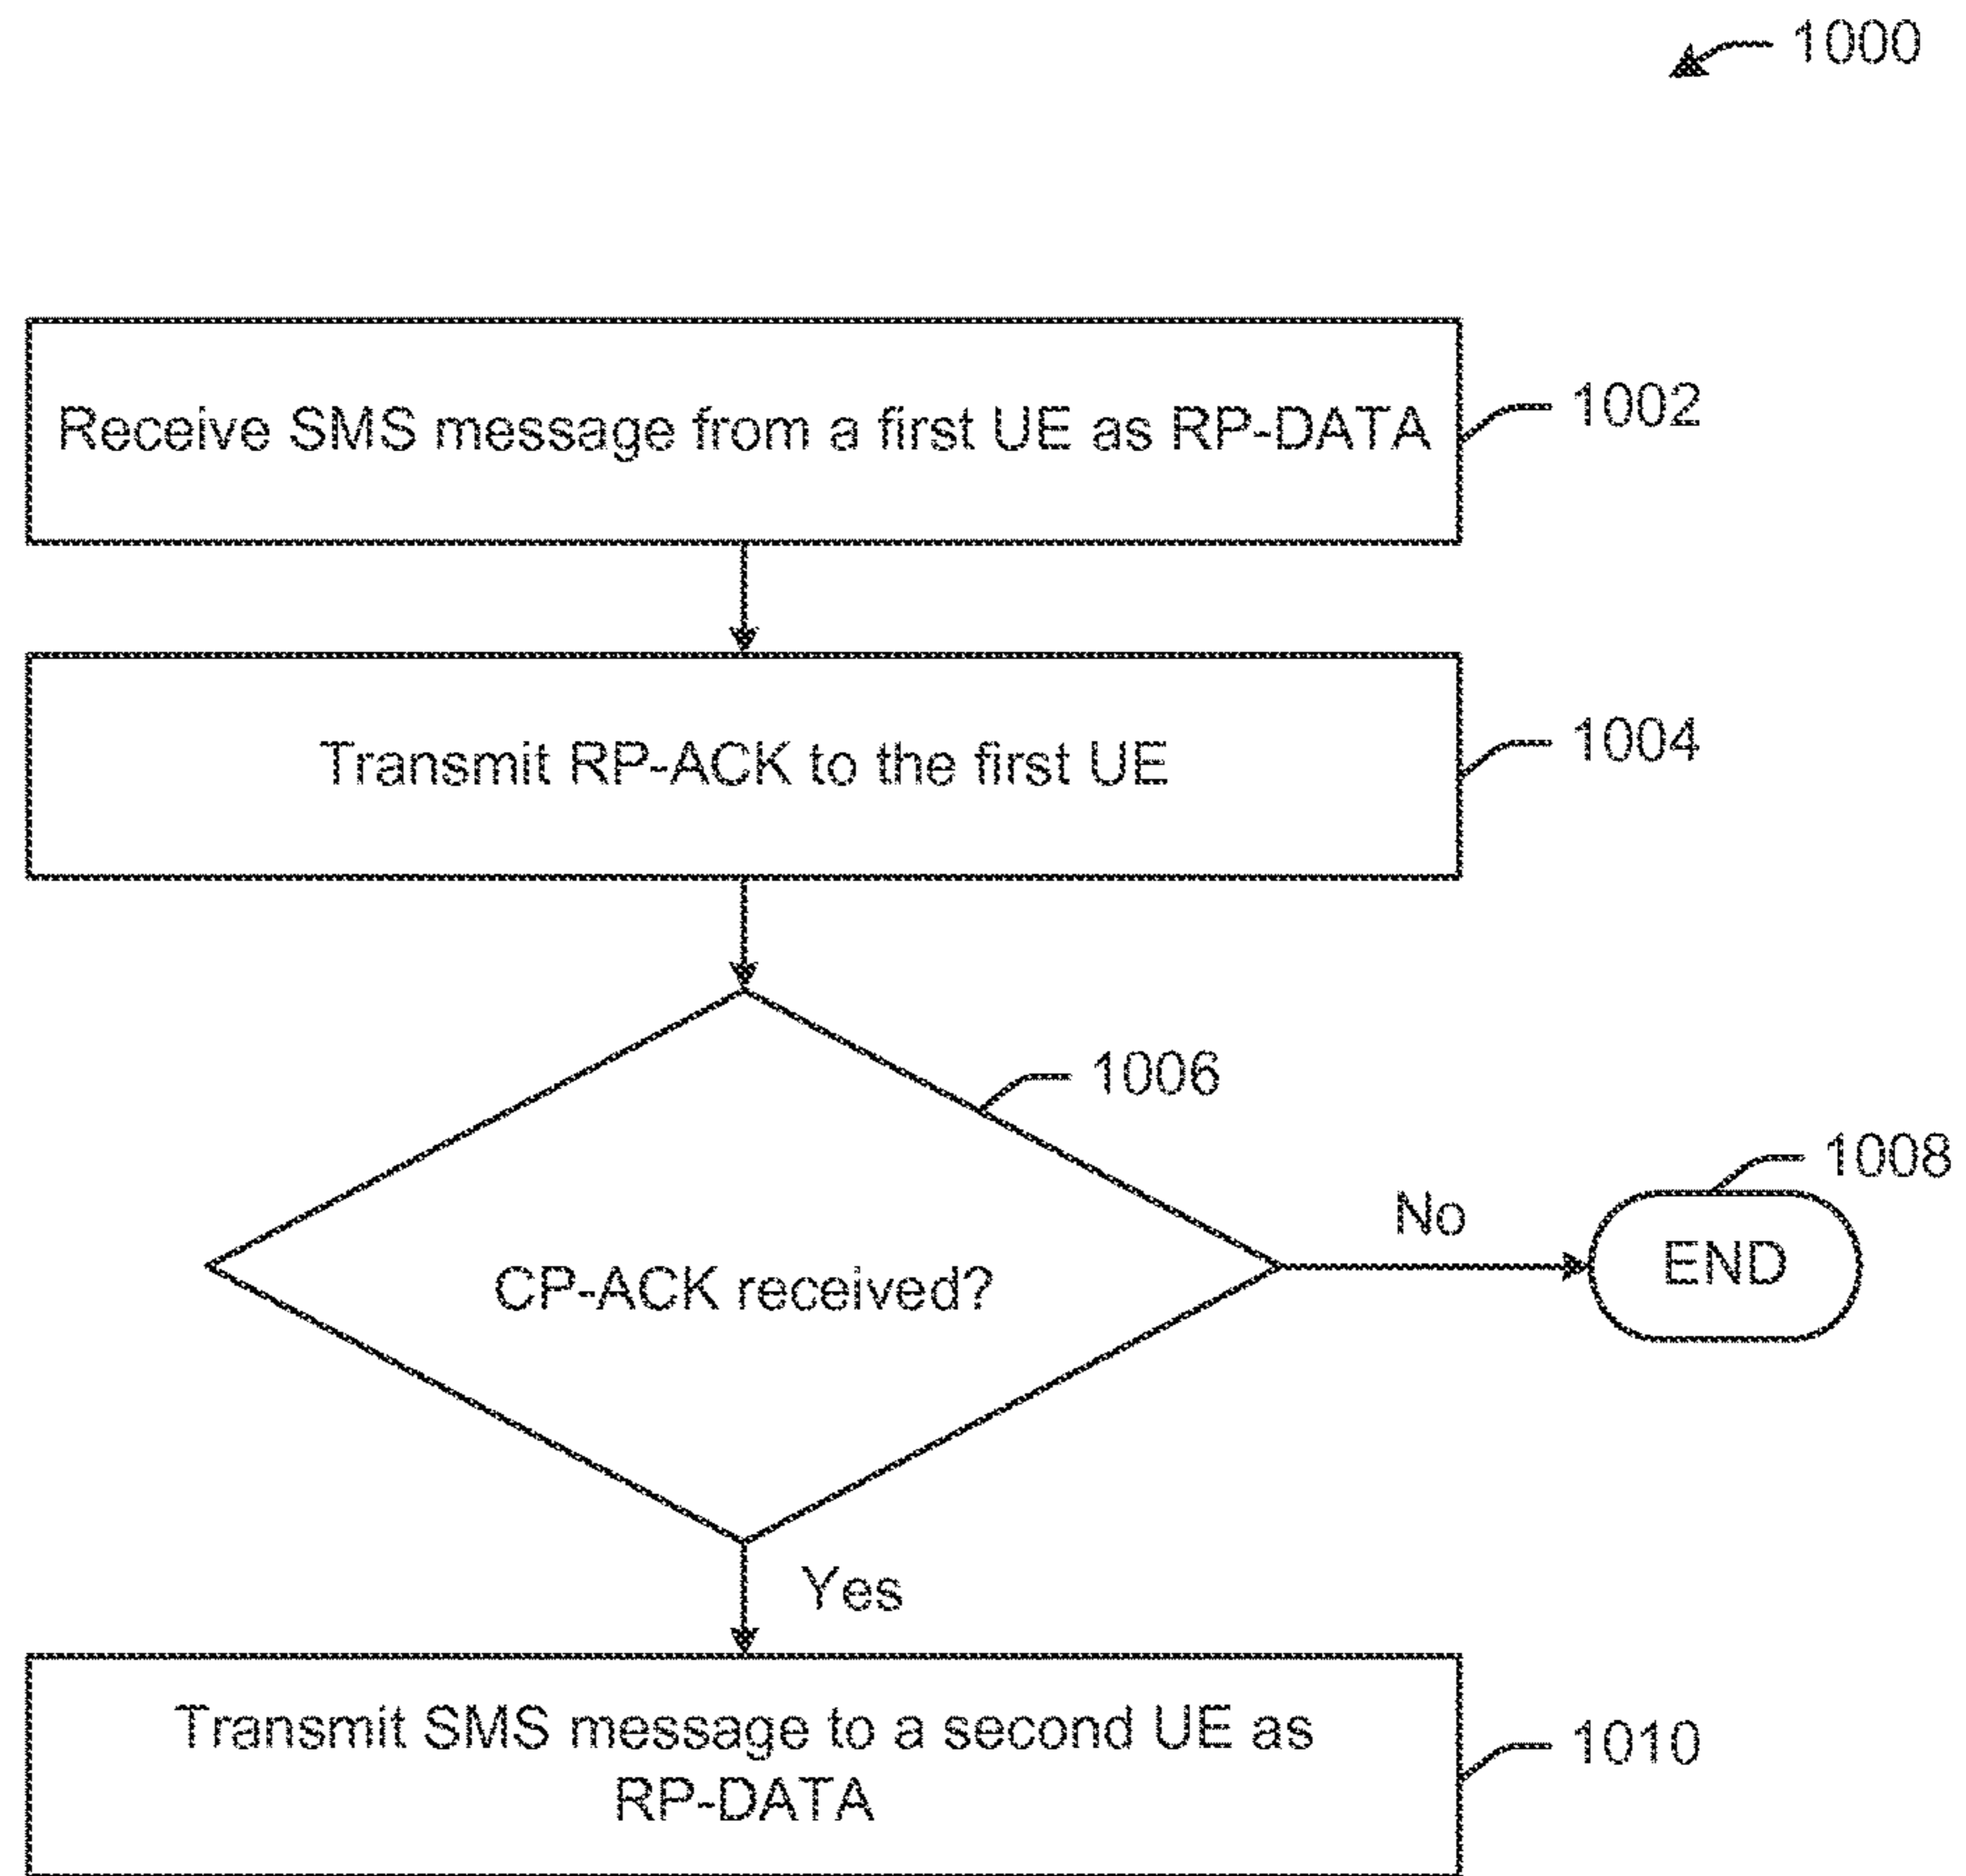 1000
Receive SMS message from a first UE as RP-DATA
1002
Transmit RP-ACK to the first UE
1004
1006
CP-ACK received?
No
1008
END
Yes
Transmit SMS message to a second UE as
RP-DATA
1010